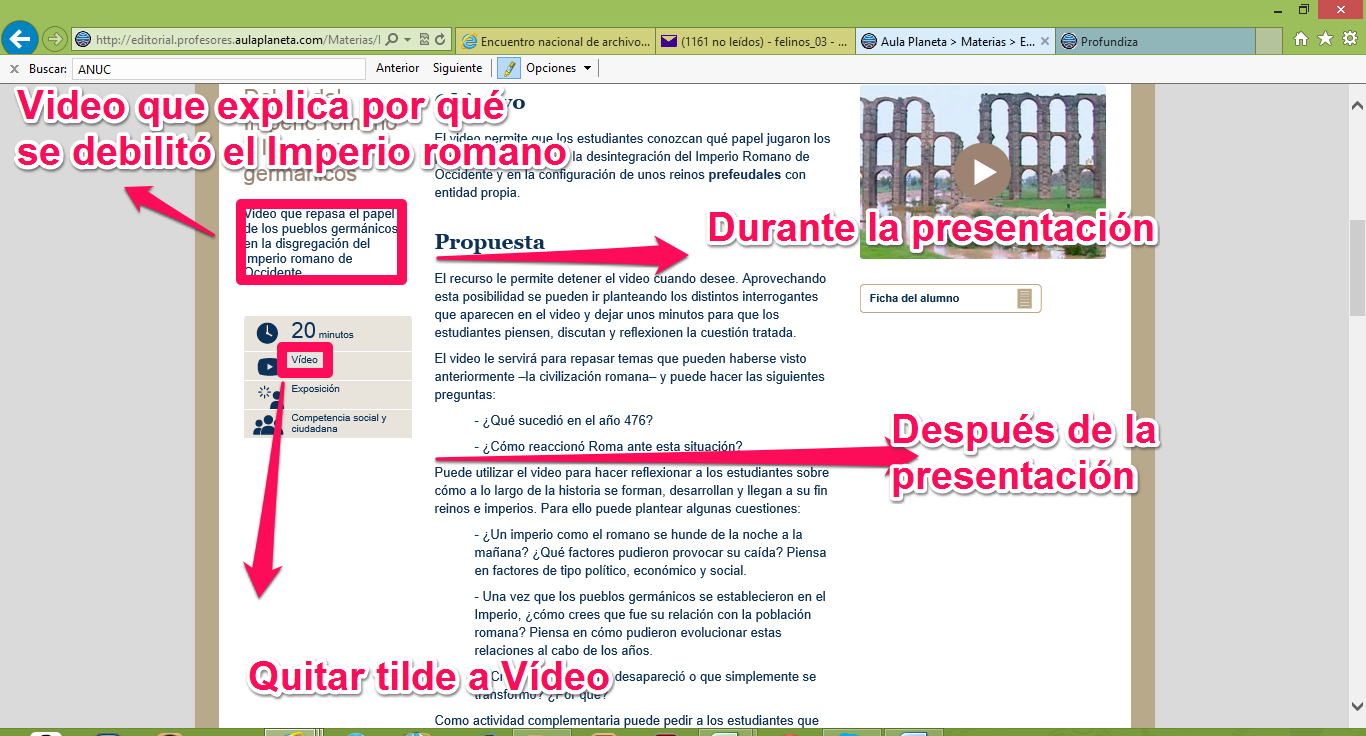 http://editorial.profesores.aulaplaneta.com/Materias/I
Encuentro nacional de archivo...
(1161 no leídos) - felinos_03 - ...
Aula Planeta > Materias > E...
Profundiza
Buscar: ANUC
Anterior Siguiente Opciones
Video que explica por qué
se debilitó el Imperio romano
germánicos
Vídeo que repasa el papel
de los pueblos germánicos
en la disgregación del
Imperio romano de
Occidente
20 minutos
Vídeo
Exposición
Competencia social y
ciudadana
Quitar tilde a Vídeo
El video permite que los estudiantes conozcan qué papel jugaron los
la desintegración del Imperio Romano de
Occidente y en la configuración de unos reinos prefeudales con
entidad propia.
Propuesta
Durante la presentación
El recurso le permite detener el video cuando desee. Aprovechando
esta posibilidad se pueden ir planteando los distintos interrogantes
que aparecen en el video y dejar unos minutos para que los
estudiantes piensen, discutan y reflexionen la cuestión tratada.
El video le servirá para repasar temas que pueden haberse visto
anteriormente –la civilización romana– y puede hacer las siguientes
preguntas:
- ¿Qué sucedió en el año 476?
- ¿Cómo reaccionó Roma ante esta situación?
Después de la
presentación
Puede utilizar el video para hacer reflexionar a los estudiantes sobre
cómo a lo largo de la historia se forman, desarrollan y llegan a su fin
reinos e imperios. Para ello puede plantear algunas cuestiones:
- ¿Un imperio como el romano se hunde de la noche a la
mañana? ¿Qué factores pudieron provocar su caída? Piensa
en factores de tipo político, económico y social.
- Una vez que los pueblos germánicos se establecieron en el
Imperio, ¿cómo crees que fue su relación con la población
romana? Piensa en cómo pudieron evolucionar estas
relaciones al cabo de los años.
desapareció o que simplemente se
transformó? ¿Por qué?
Como actividad complementaria puede pedir a los estudiantes que
Ficha del alumno